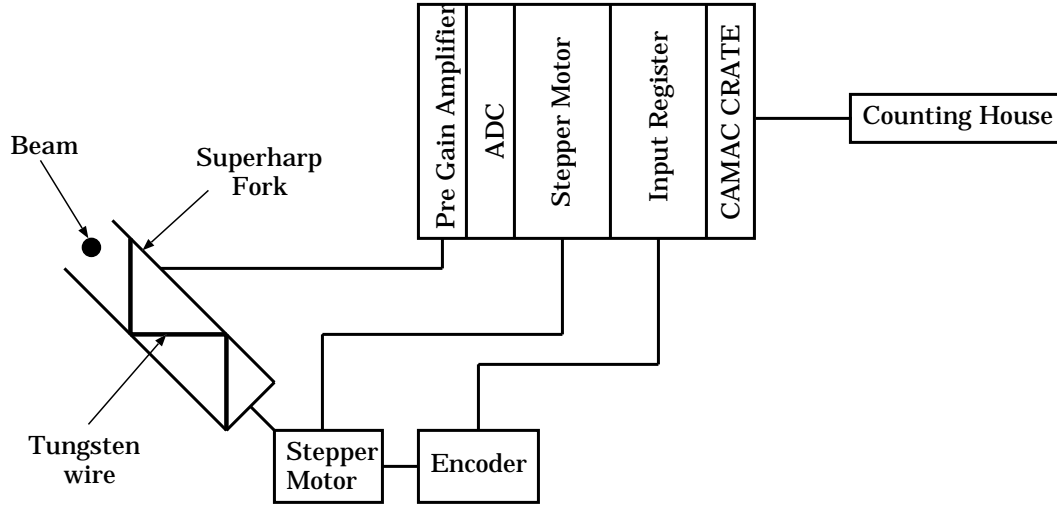 Pre Gain Amplifier
ADC
Stepper Motor
Input Register
CAMAC CRATE
Counting House
Beam
Superharp
Fork
Tungsten
wire
Stepper
Motor
Encoder